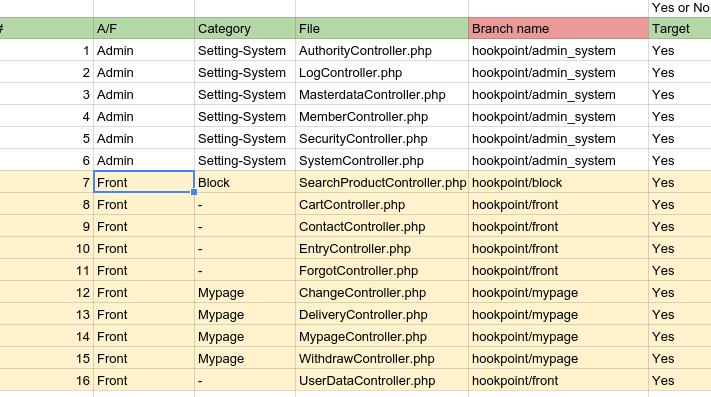 Yes or No
# A/F Category File Branch name Target
1 Admin Setting-System AuthorityController.php hookpoint/admin_system Yes
2 Admin Setting-System LogController.php hookpoint/admin_system Yes
3 Admin Setting-System MasterdataController.php hookpoint/admin_system Yes
4 Admin Setting-System MemberController.php hookpoint/admin_system Yes
5 Admin Setting-System SecurityController.php hookpoint/admin_system Yes
6 Admin Setting-System SystemController.php hookpoint/admin_system Yes
7 Front Block SearchProductController.php hookpoint/block Yes
8 Front - CartController.php hookpoint/front Yes
9 Front - ContactController.php hookpoint/front Yes
10 Front - EntryController.php hookpoint/front Yes
11 Front - ForgotController.php hookpoint/front Yes
12 Front Mypage ChangeController.php hookpoint/mypage Yes
13 Front Mypage DeliveryController.php hookpoint/mypage Yes
14 Front Mypage MypageController.php hookpoint/mypage Yes
15 Front Mypage WithdrawController.php hookpoint/mypage Yes
16 Front - UserDataController.php hookpoint/front Yes